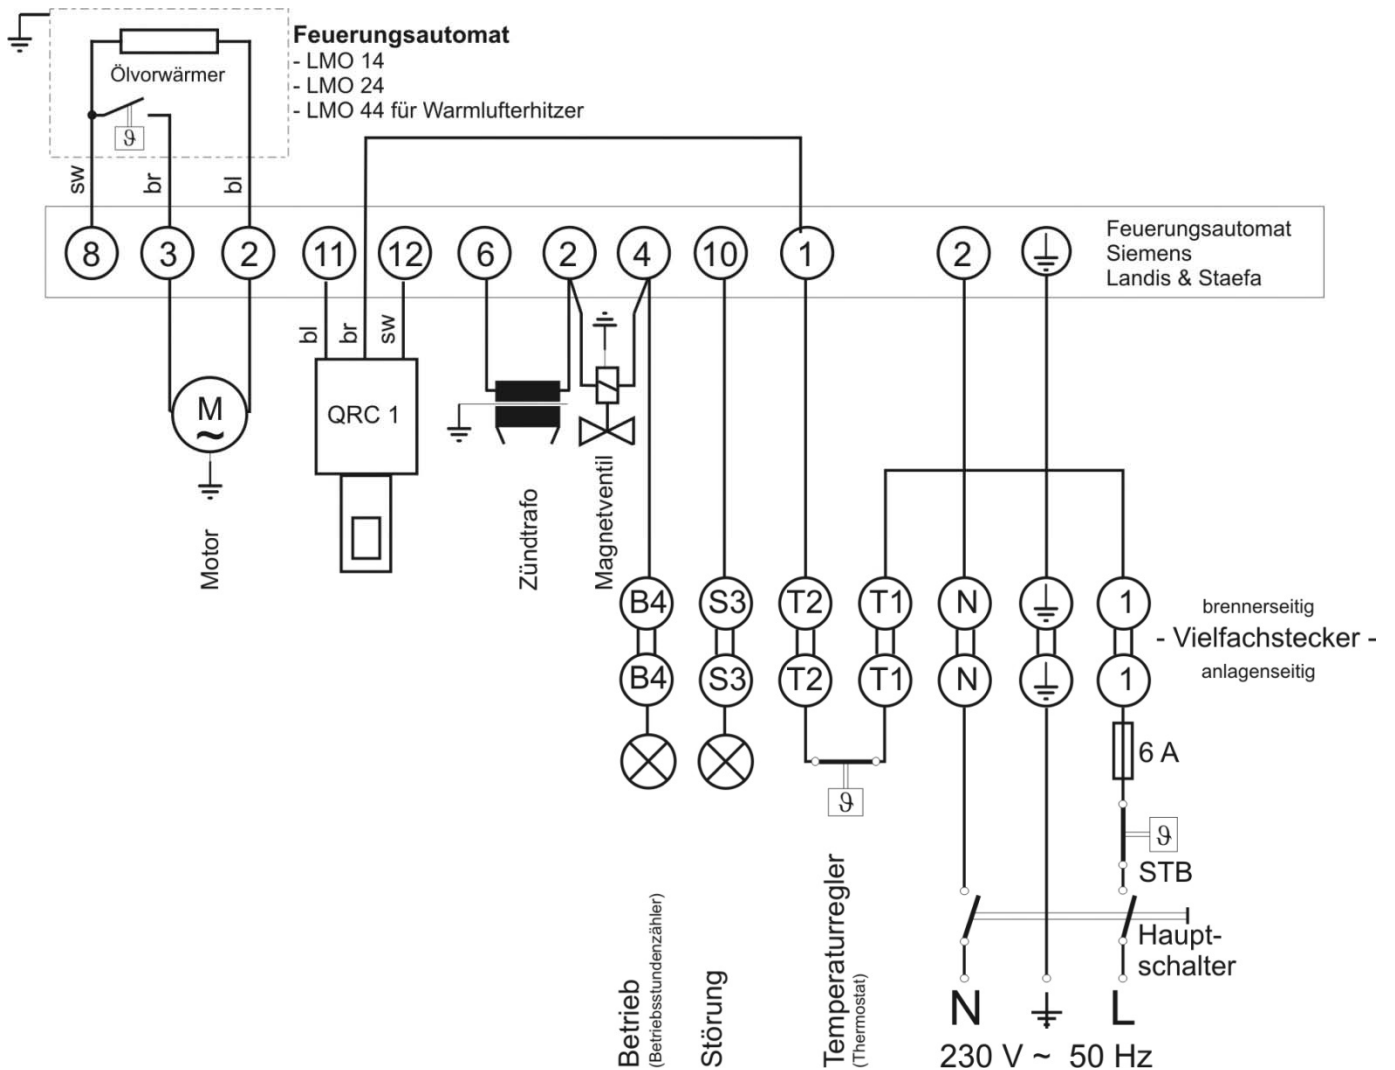 Feuerungsautomat
- LMO 14
- LMO 24
- LMO 44 für Warmlufterhitzer
Ölvorwärmer
ϑ
sw
br
bl
8
3
2
11
12
6
2
4
10
1
2
Feuerungsautomat
Siemens
Landis & Staefa
bl
br
sw
M
~
QRC 1
Motor
Zündtrafo
Magnetventil
B4
S3
T2
T1
N
1
brennerseitig
- Vielfachstecker -
anlagenseitig
B4
S3
T2
T1
N
1
6 A
ϑ
ϑ
STB
Haupt-
schalter
Betrieb
(Betriebsstundenzähler)
Störung
Temperaturregler
(Thermostat)
N
L
230 V ~ 50 Hz